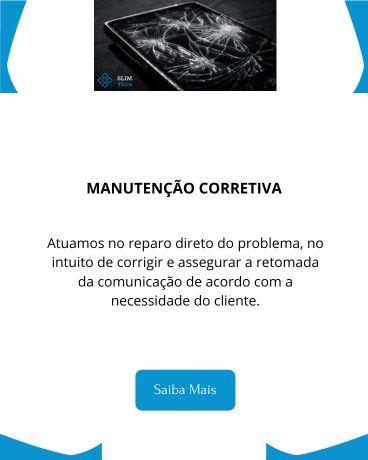 SLIM
TECH
MANUTENÇÃO CORRETIVA
Atuamos no reparo direto do problema, no
intuito de corrigir e assegurar a retomada
da comunicação de acordo com a
necessidade do cliente.
Saiba Mais